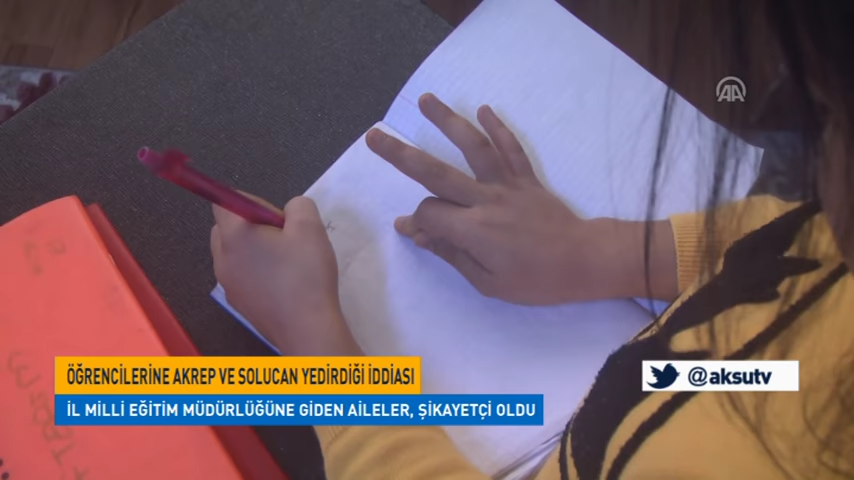 AA
ÖĞRENCİLERİNE AKREP VE SOLUCAN YEDİRDİĞİ İDDİASI
@aksutv
İL MİLLİ EĞİTİM MÜDÜRLÜĞÜNE GİDEN AİLELER, ŞİKAYETÇİ OLDU